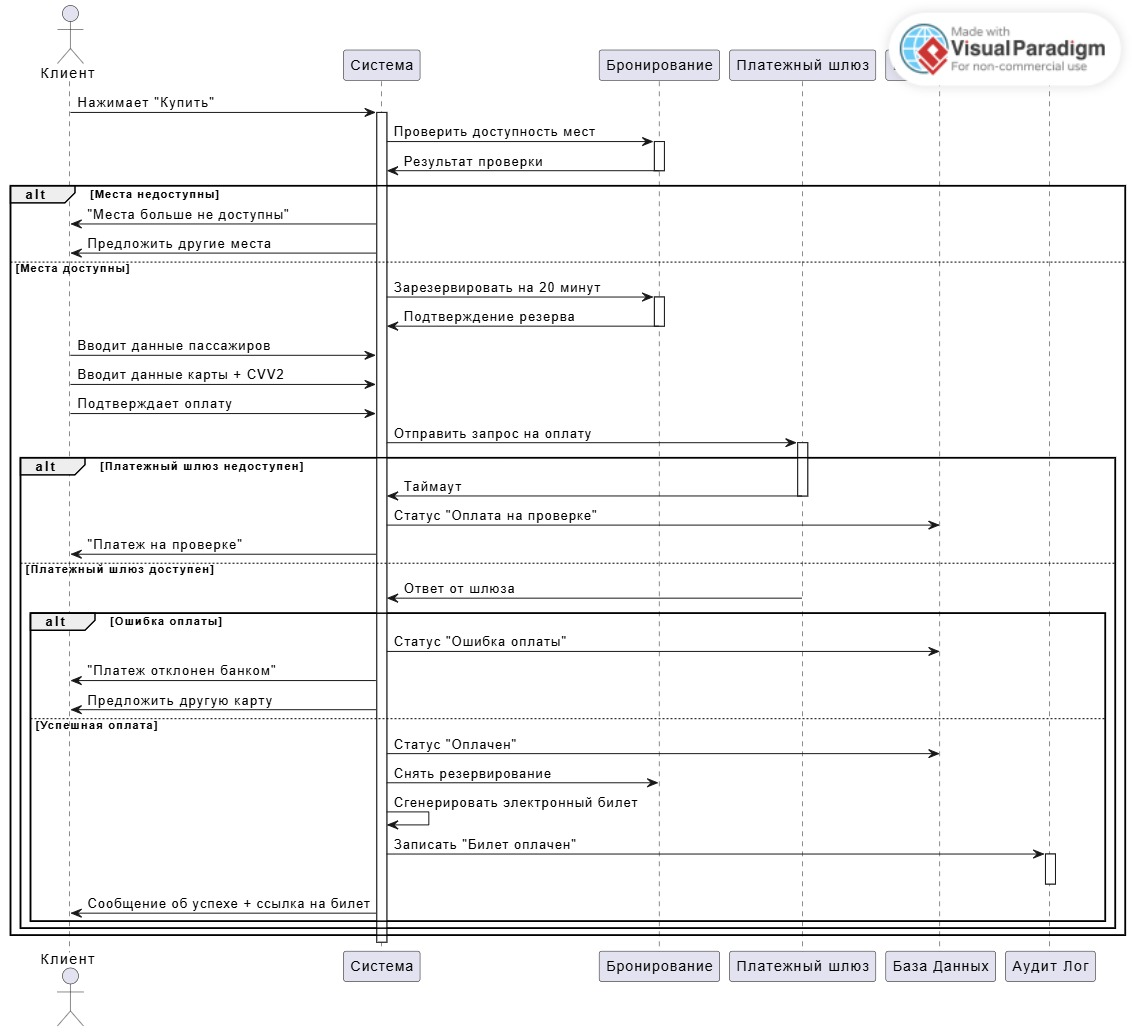 Made with
Visual Paradigm
For non-commercial use
Клиент
Система
Бронирование
Платежный шлюз
Нажимает "Купить"
Проверить доступность мест
Результат проверки
alt
[Места недоступны]
"Места больше не доступны"
Предложить другие места
[Места доступны]
Зарезервировать на 20 минут
Подтверждение резерва
Вводит данные пассажиров
Вводит данные карты + CVV2
Подтверждает оплату
Отправить запрос на оплату
alt
[Платежный шлюз недоступен]
Таймаут
Статус "Оплата на проверке"
"Платеж на проверке"
[Платежный шлюз доступен]
Ответ от шлюза
alt
[Ошибка оплаты]
Статус "Ошибка оплаты"
"Платеж отклонен банком"
Предложить другую карту
[Успешная оплата]
Статус "Оплачен"
Снять резервирование
Сгенерировать электронный билет
Записать "Билет оплачен"
Сообщение об успехе + ссылка на билет
Клиент
Система
Бронирование
Платежный шлюз
База Данных
Аудит Лог